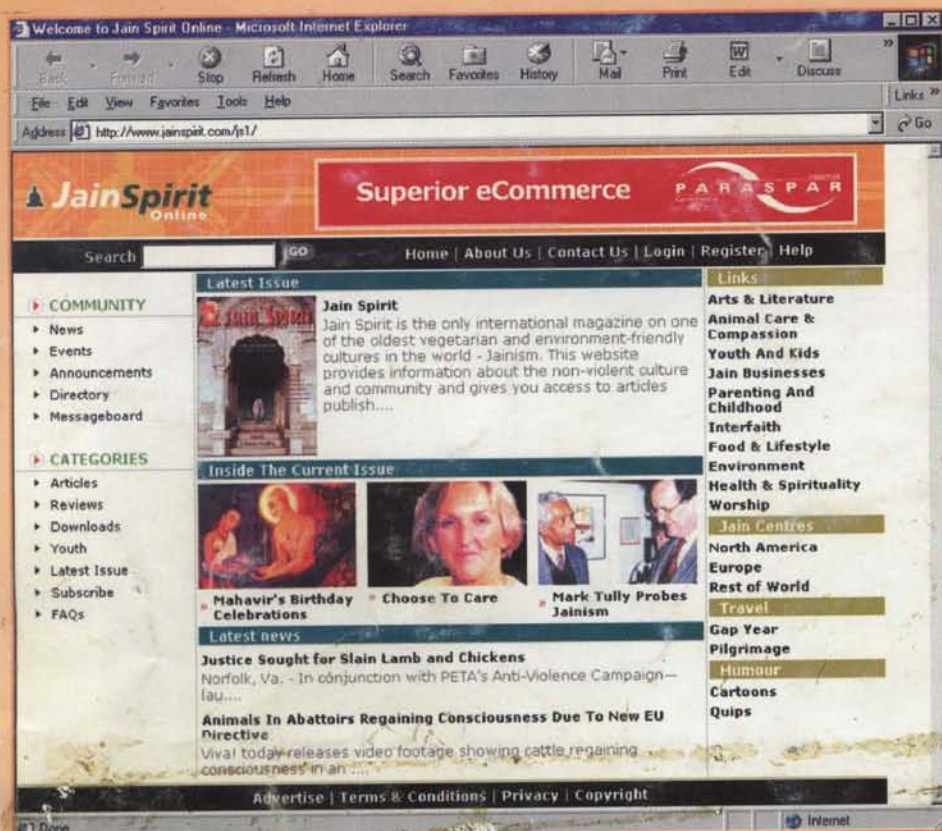 Welcome to Jain Spirit Online - Microsoft Internet Explorer
Back Forward Stop Refresh Home Search Favorites History Mail Print Edit Discuss
File Edit View Favorites Tools Help
Links »
Address http://www.jainspirit.com/js1/
Go
JainSpirit
Online
Superior eCommerce
PARASPAR
Search GO
Home | About Us | Contact Us | Login | Register | Help
COMMUNITY
News
Events
Announcements
Directory
Messageboard
CATEGORIES
Articles
Reviews
Downloads
Youth
Latest Issue
Subscribe
FAQs
Latest Issue
Jain Spirit
Jain Spirit
Jain Spirit is the only international magazine on one
of the oldest vegetarian and environment-friendly
cultures in the world - Jainism. This website
provides information about the non-violent culture
and community and gives you access to articles
publish....
Inside The Current Issue
» Mahavir's Birthday
Celebrations
» Choose To Care
» Mark Tully Probes
Jainism
Latest news
Justice Sought for Slain Lamb and Chickens
Norfolk, Va. - In conjunction with PETA's Anti-Violence Campaign—
lau....
Animals In Abattoirs Regaining Consciousness Due To New EU
Directive
Viva! today releases video footage showing cattle regaining
consciousness in an ....
Links
Arts & Literature
Animal Care &
Compassion
Youth And Kids
Jain Businesses
Parenting And
Childhood
Interfaith
Food & Lifestyle
Environment
Health & Spirituality
Worship
Jain Centres
North America
Europe
Rest of World
Travel
Gap Year
Pilgrimage
Humour
Cartoons
Quips
Advertise | Terms & Conditions | Privacy | Copyright
Done
Internet